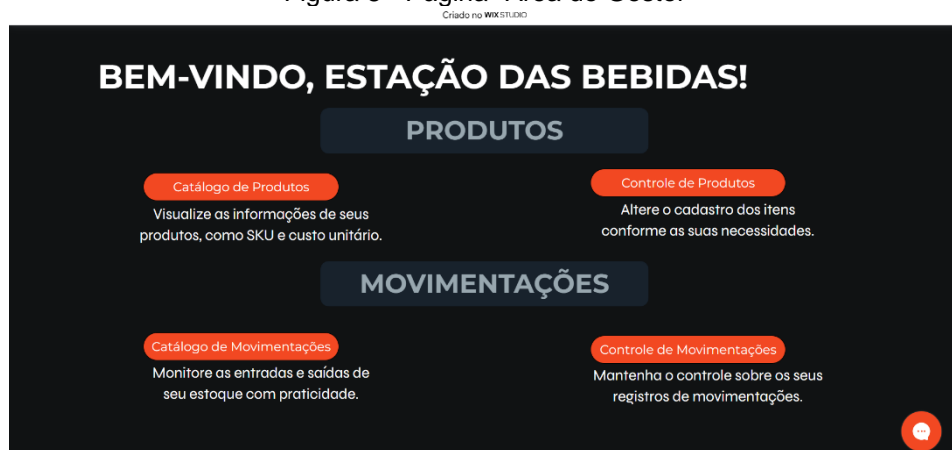 Criado no WIX STUDIO
BEM-VINDO, ESTAÇÃO DAS BEBIDAS!
PRODUTOS
Catálogo de Produtos
Controle de Produtos
Visualize as informações de seus
produtos, como SKU e custo unitário.
Altere o cadastro dos itens
conforme as suas necessidades.
MOVIMENTAÇÕES
Catálogo de Movimentações
Controle de Movimentações
Monitore as entradas e saídas de
seu estoque com praticidade.
Mantenha o controle sobre os seus
registros de movimentações.